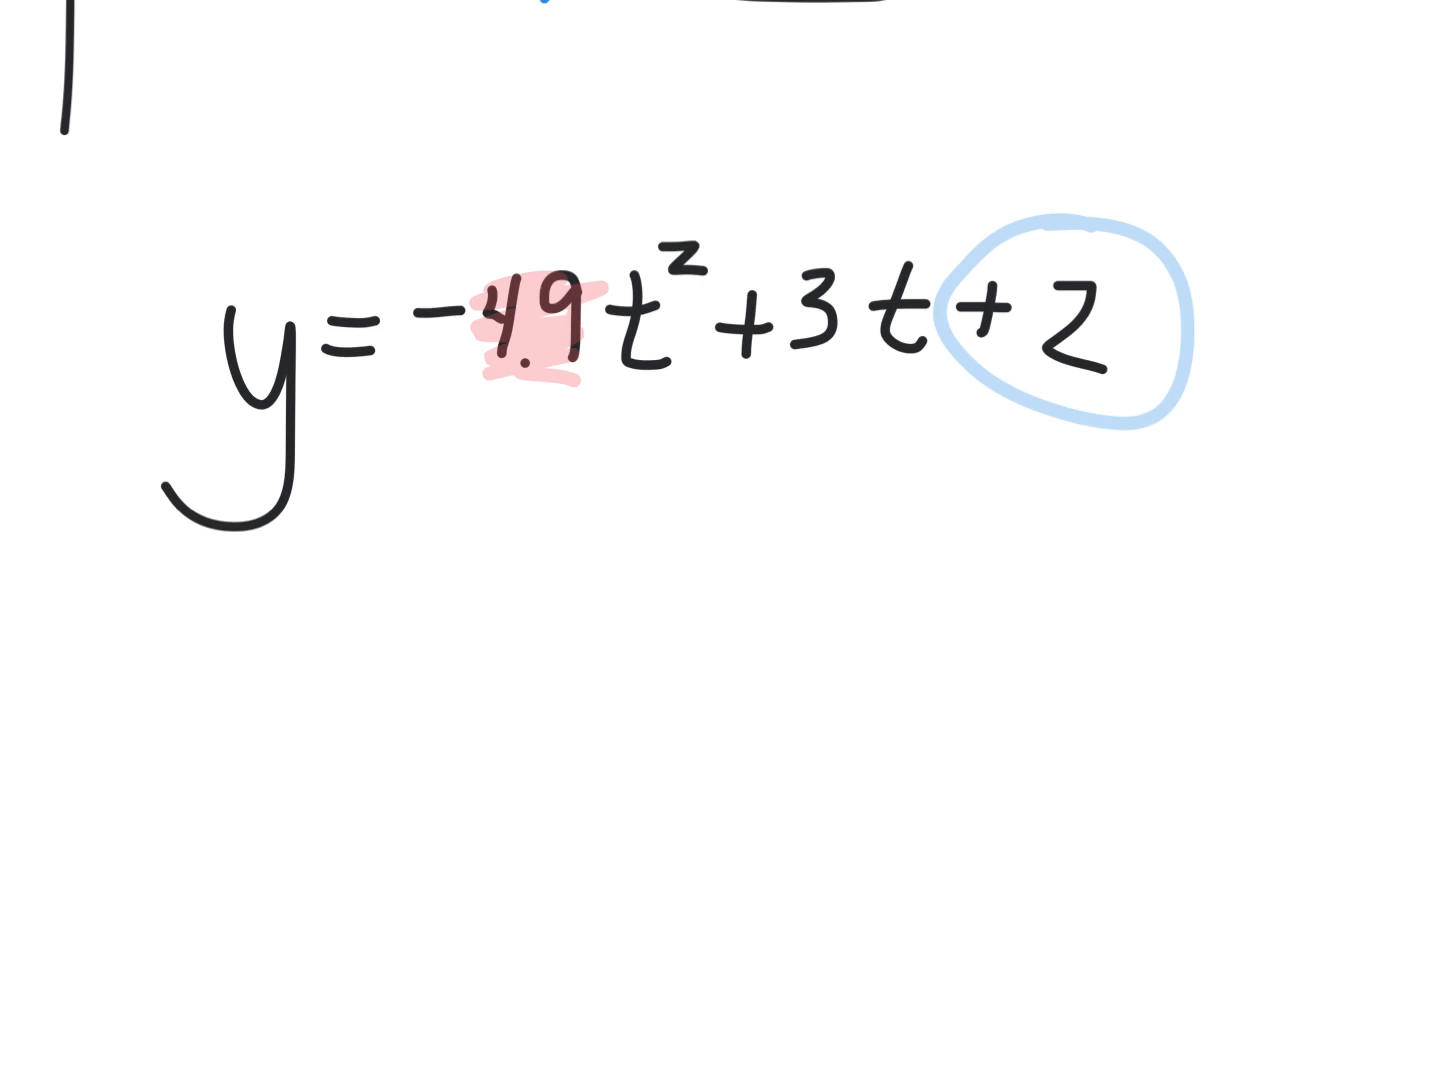 y = -4.9t² + 3t + 2